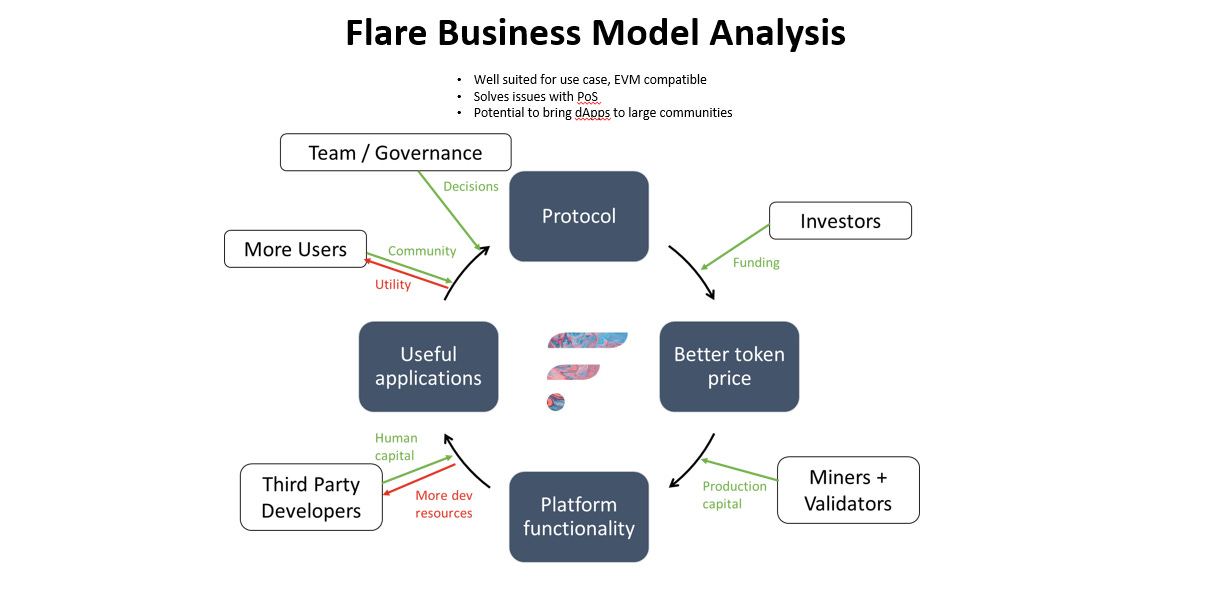 Flare Business Model Analysis
• Well suited for use case, EVM compatible
• Solves issues with PoS
• Potential to bring dApps to large communities
Team / Governance
Decisions
Protocol
Investors
Funding
More Users
Community
Utility
Useful
applications
Better token
price
Human
capital
Third Party
Developers
More dev
resources
Platform
functionality
Production
capital
Miners +
Validators